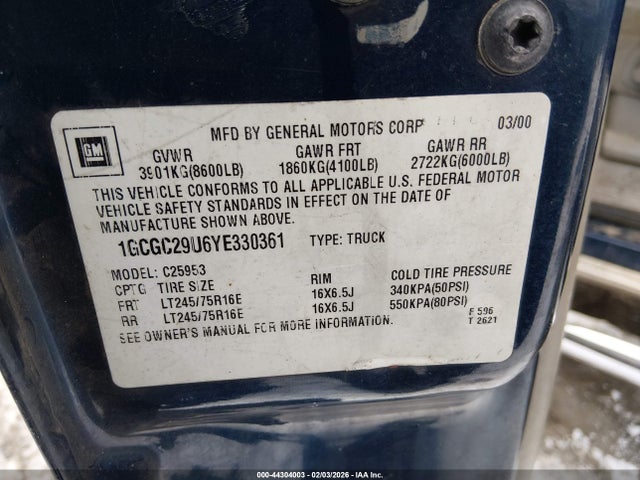 MFD BY GENERAL MOTORS CORP 03/00
GM
GVWR GAWR FRT GAWR RR
3901KG(8600LB) 1860KG(4100LB) 2722KG(6000LB)
THIS VEHICLE CONFORMS TO ALL APPLICABLE U.S. FEDERAL MOTOR
VEHICLE SAFETY STANDARDS IN EFFECT ON THE DATE OF
MANUFACTURE SHOWN ABOVE.
1GCGC29U6YE330361 TYPE: TRUCK
MODEL: C25953
CPTG TIRE SIZE RIM COLD TIRE PRESSURE
FRT LT245/75R16E 16X6.5J 340KPA(50PSI)
RR LT245/75R16E 16X6.5J 550KPA(80PSI)
SEE OWNER'S MANUAL FOR MORE INFORMATION.
F 596
T 2621
000-44304003 - 02/03/2026 - IAA Inc.